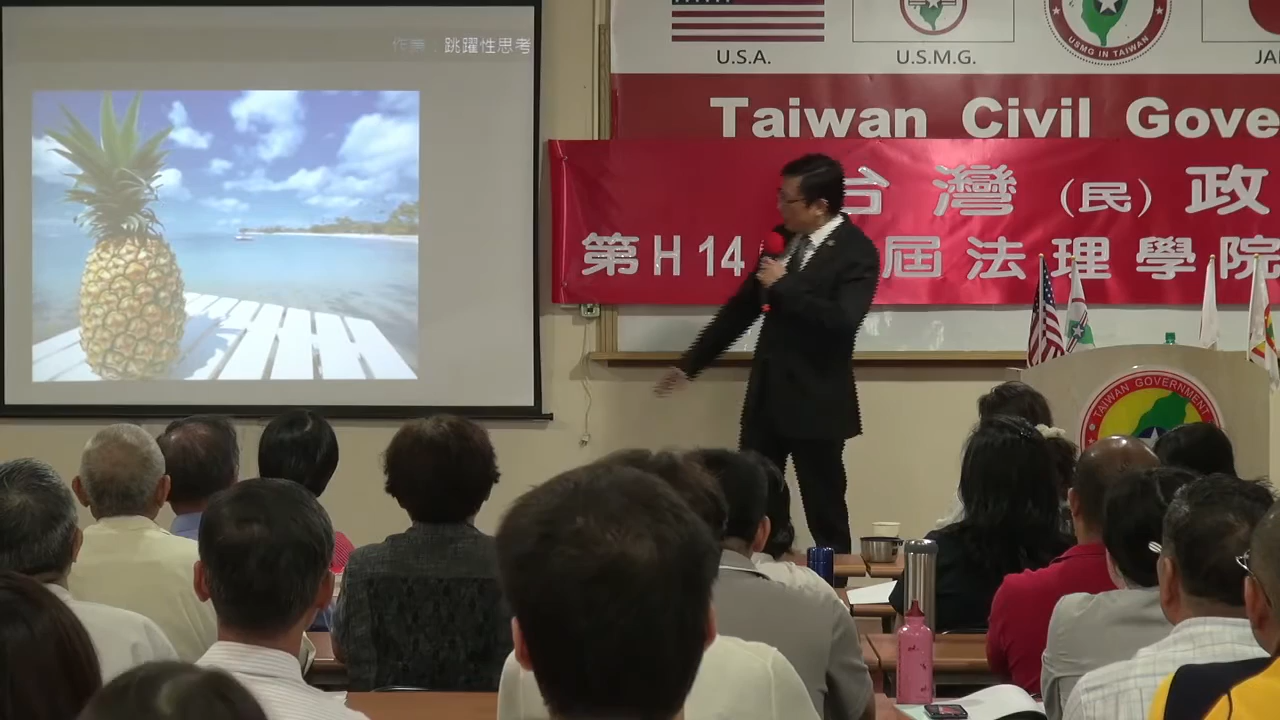 跳躍性思考
U.S.A.
U.S.M.G.
USMG IN TAIWAN
Taiwan Civil Gove
台灣(民)政
第H14 屆法理學院
TAIWAN GOVERNMENT